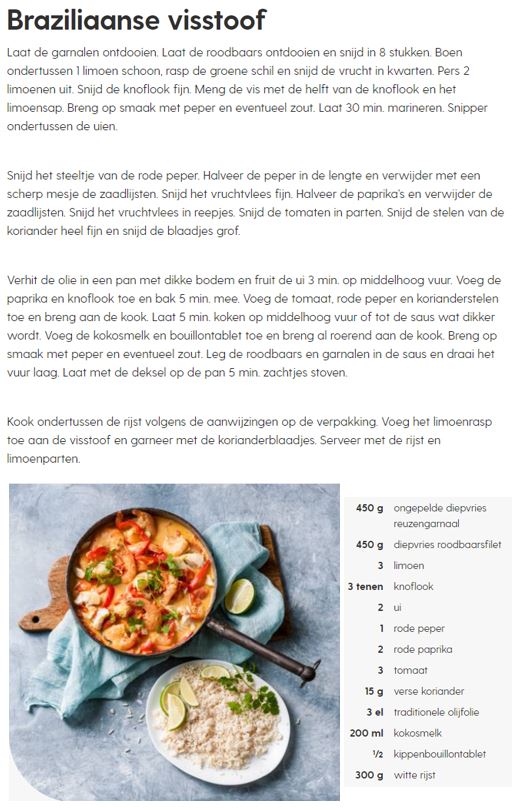 Braziliaanse visstoof
Laat de garnalen ontdooien. Laat de roodbaars ontdooien en snijd in 8 stukken. Boen
ondertussen 1 limoen schoon, rasp de groene schil en snijd de vrucht in kwarten. Pers 2
limoenen uit. Snijd de knoflook fijn. Meng de vis met de helft van de knoflook en het
limoensap. Breng op smaak met peper en eventueel zout. Laat 30 min. marineren. Snipper
ondertussen de uien.
Snijd het steeltje van de rode peper. Halveer de peper in de lengte en verwijder met een
scherp mesje de zaadlijsten. Snijd het vruchtvlees fijn. Halveer de paprika's en verwijder de
zaadlijsten. Snijd het vruchtvlees in reepjes. Snijd de tomaten in parten. Snijd de stelen van de
koriander heel fijn en snijd de blaadjes grof.
Verhit de olie in een pan met dikke bodem en fruit de ui 3 min. op middelhoog vuur. Voeg de
paprika en knoflook toe en bak 5 min. mee. Voeg de tomaat, rode peper en korianderstelen
toe en breng aan de kook. Laat 5 min. koken op middelhoog vuur of tot de saus wat dikker
wordt. Voeg de kokosmelk en bouillontablet toe en breng al roerend aan de kook. Breng op
smaak met peper en eventueel zout. Leg de roodbaars en garnalen in de saus en draai het
vuur laag. Laat met de deksel op de pan 5 min. zachtjes stoven.
Kook ondertussen de rijst volgens de aanwijzingen op de verpakking. Voeg het limoenrasp
toe aan de visstoof en garneer met de korianderblaadjes. Serveer met de rijst en
limoenparten.
450 g ongepelde diepvries
reuzengarnaal
450 g diepvries roodbaarsfilet
3 limoen
3 tenen knoflook
2 ui
1 rode peper
2 rode paprika
3 tomaat
15 g verse koriander
3 el traditionele olijfolie
200 ml kokosmelk
1/2 kippenbouillontablet
300 g witte rijst